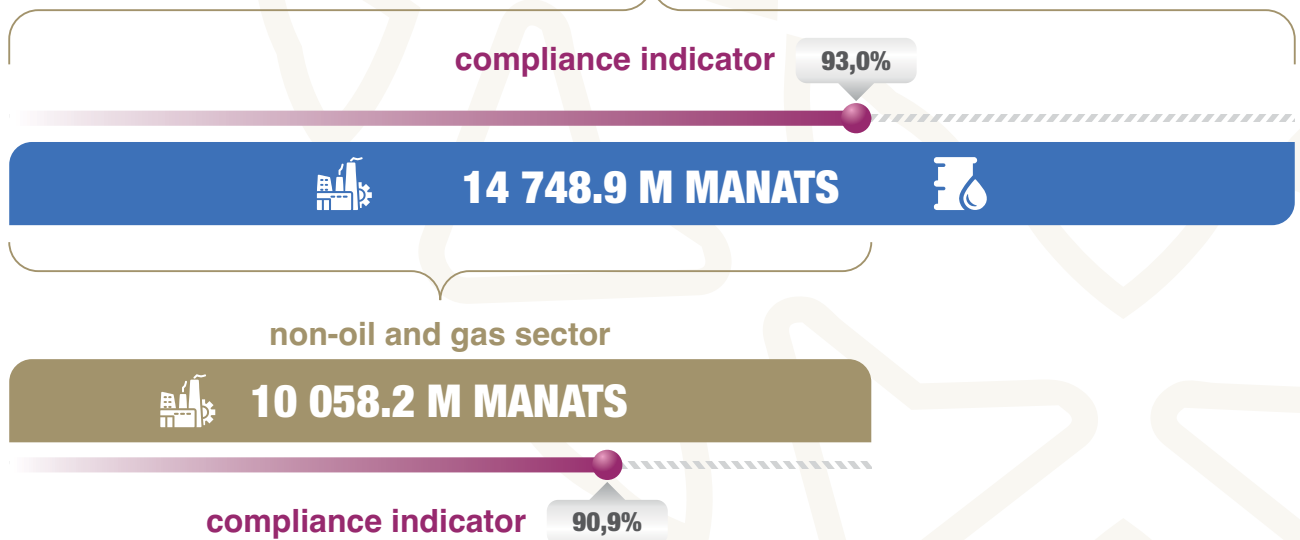 compliance indicator 93,0%
14 748.9 M MANATS
non-oil and gas sector
10 058.2 M MANATS
compliance indicator 90,9%